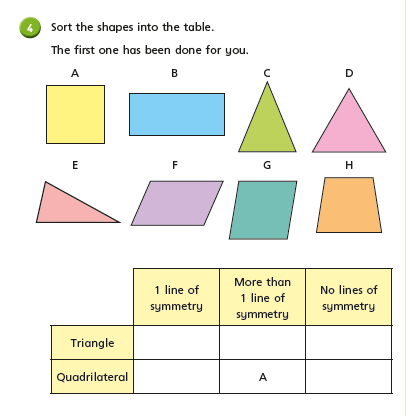 4 Sort the shapes into the table.
The first one has been done for you.
A B C D
E F G H
1 line of
symmetry
More than
1 line of
symmetry
No lines of
symmetry
Triangle
Quadrilateral A